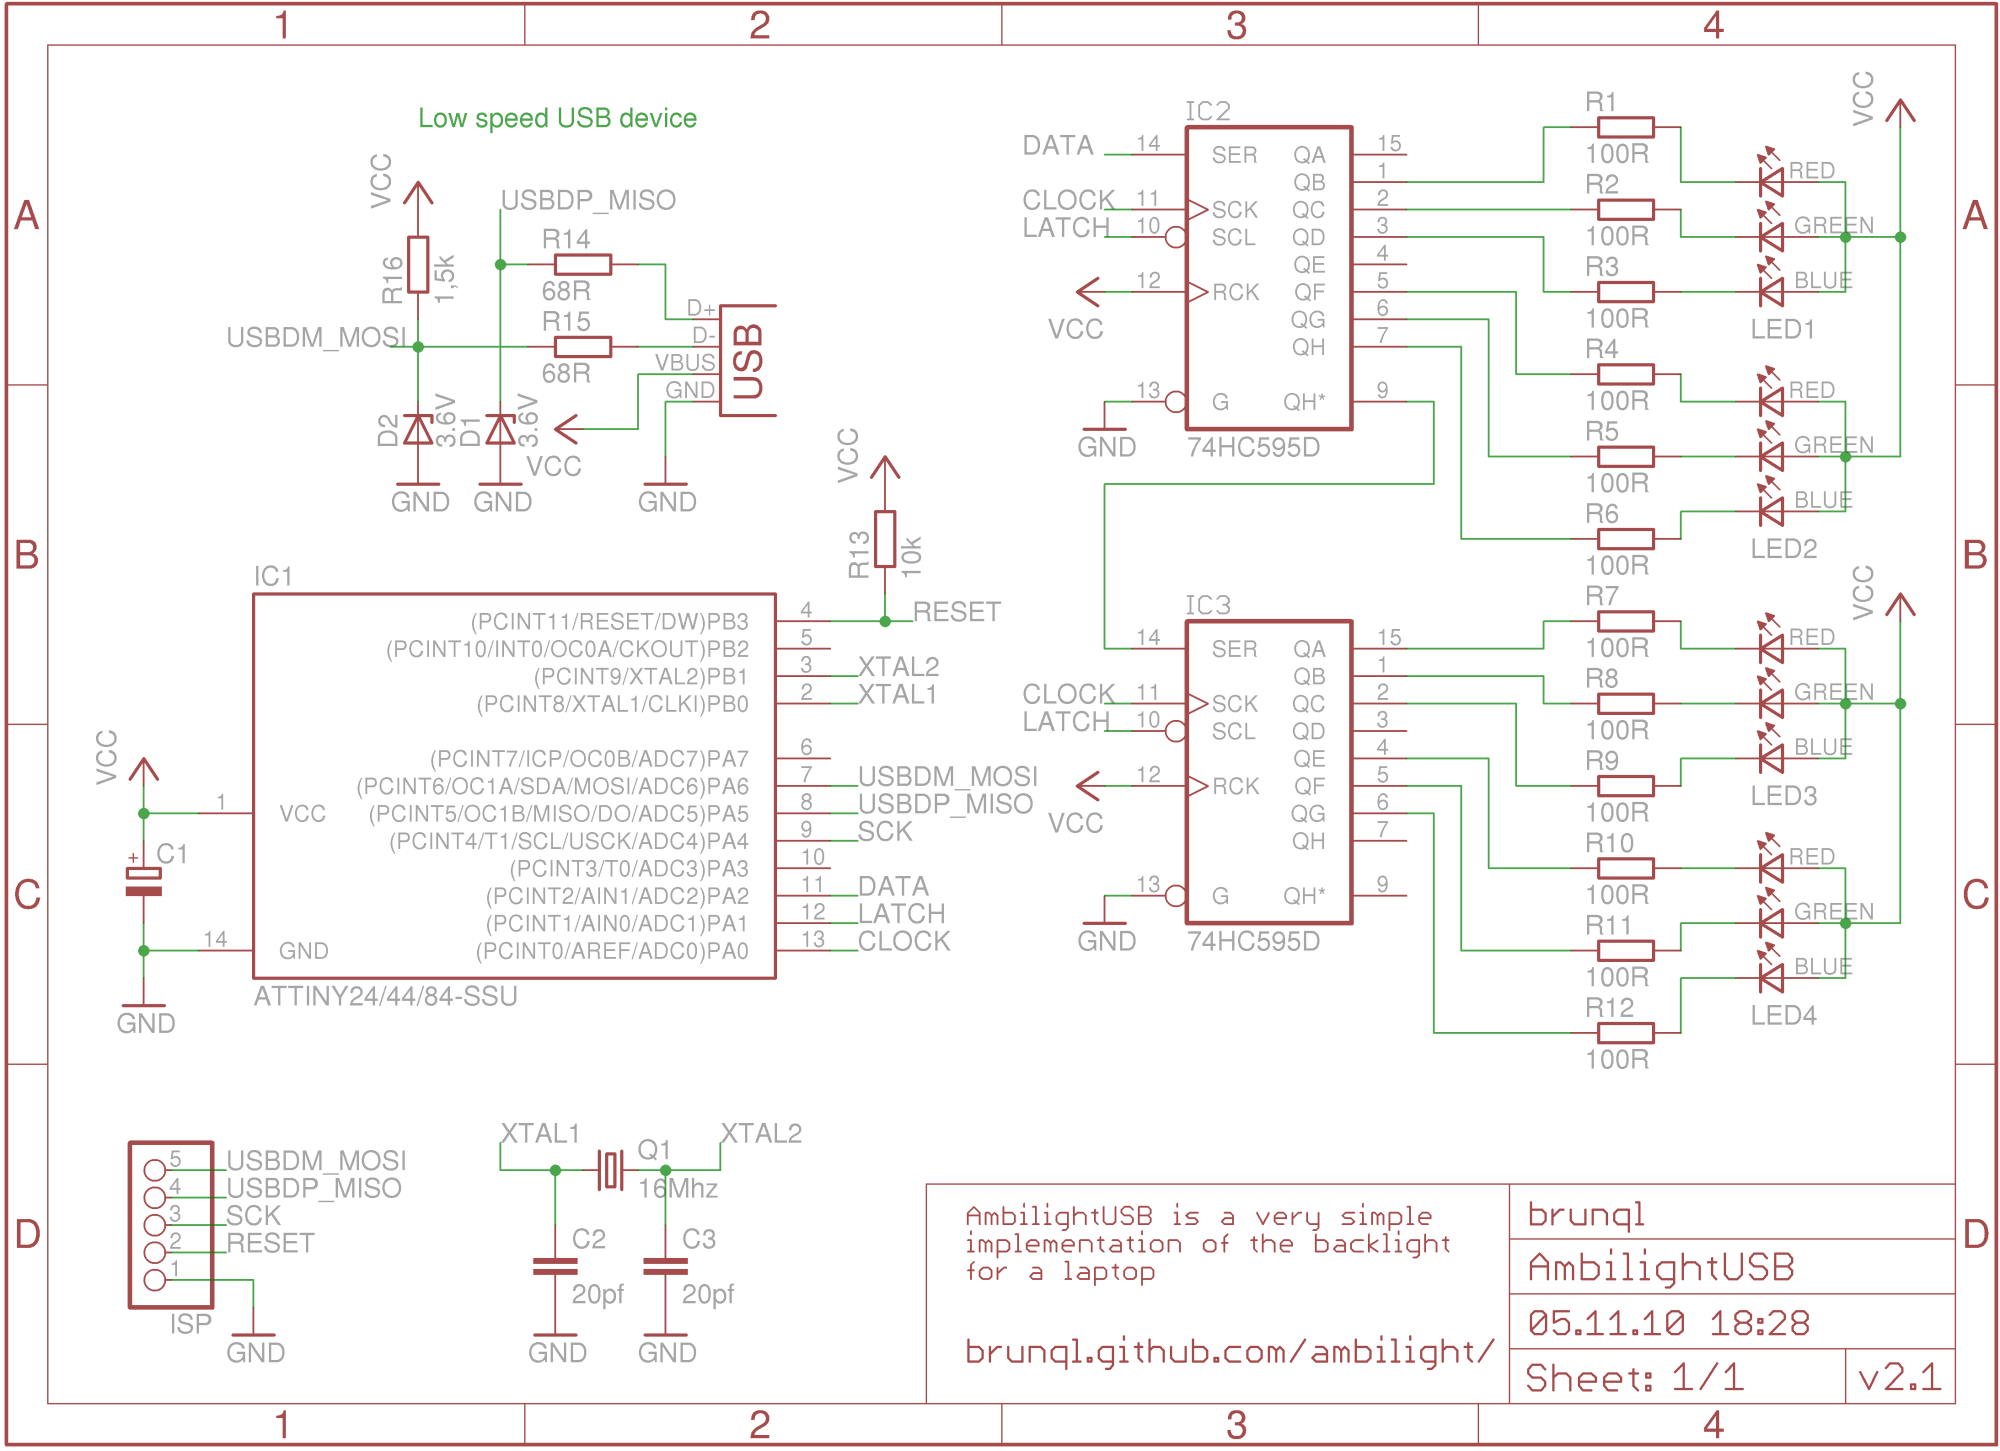 1 2 3 4
A
B
C
D
A
B
C
D
1 2 3 4
Low speed USB device
VCC
USBDP_MISO
R16
1,5k
R14
68R
R15
68R
USBDM_MOSI
D+
D-
VBUS
GND
USB
D2
3.6V
D1
3.6V
VCC
GND
GND
GND
VCC
R13
10k
RESET
IC1
(PCINT11/RESET/DW)PB3 4
(PCINT10/INT0/OC0A/CKOUT)PB2 5
(PCINT9/XTAL2)PB1 3 XTAL2
(PCINT8/XTAL1/CLKI)PB0 2 XTAL1
(PCINT7/ICP/OC0B/ADC7)PA7 6
(PCINT6/OC1A/SDA/MOSI/ADC6)PA6 7 USBDM_MOSI
(PCINT5/OC1B/MISO/DO/ADC5)PA5 8 USBDP_MISO
(PCINT4/T1/SCL/USCK/ADC4)PA4 9 SCK
(PCINT3/T0/ADC3)PA3 10
(PCINT2/AIN1/ADC2)PA2 11 DATA
(PCINT1/AIN0/ADC1)PA1 12 LATCH
(PCINT0/AREF/ADC0)PA0 13 CLOCK
VCC
1 VCC
+ C1
14 GND
GND
ATTINY24/44/84-SSU
IC2
DATA 14 SER QA 15
QB 1
CLOCK 11 SCK QC 2
LATCH 10 SCL QD 3
QE 4
12 RCK QF 5
VCC
QG 6
QH 7
13 G QH* 9
GND
74HC595D
IC3
14 SER QA 15
QB 1
CLOCK 11 SCK QC 2
LATCH 10 SCL QD 3
QE 4
12 RCK QF 5
VCC
QG 6
QH 7
13 G QH* 9
GND
74HC595D
VCC
R1
100R
RED
R2
100R
GREEN
R3
100R
BLUE
LED1
R4
100R
RED
R5
100R
GREEN
R6
100R
BLUE
LED2
VCC
R7
100R
RED
R8
100R
GREEN
R9
100R
BLUE
LED3
R10
100R
RED
R11
100R
GREEN
R12
100R
BLUE
LED4
5 USBDM_MOSI
4 USBDP_MISO
3 SCK
2 RESET
1
ISP
GND
XTAL1
Q1
16Mhz
XTAL2
C2
20pf
C3
20pf
GND
GND
AmbilightUSB is a very simple
implementation of the backlight
for a laptop
brunql.github.com/ambilight/
brunql
AmbilightUSB
05.11.10 18:28
Sheet: 1/1
v2.1